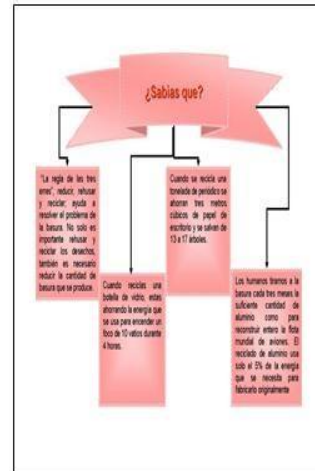 ¿Sabias que?
"La regla de las tres
erres", reducir, rehusar
y reciclar, ayuda a
resolver el problema de
la basura. No solo es
importante rehusar y
reciclar los desechos,
también es necesario
reducir la cantidad de
basura que se produce.
Cuando reciclas una
botella de vidrio, estas
ahorrando la energía que
se usa para encender un
foco de 10 vatios durante
4 horas.
Cuando se recicla una
tonelada de periódico se
ahorran tres metros
cúbicos de papel de
escritorio y se salvan de
13 a 17 árboles.
Los humanos tiramos a la
basura cada tres meses la
suficiente cantidad de
aluminio como para
reconstruir entero la flota
mundial de aviones. El
reciclado de aluminio usa
solo el 5% de la energía
que se necesita para
fabricarlo originalmente